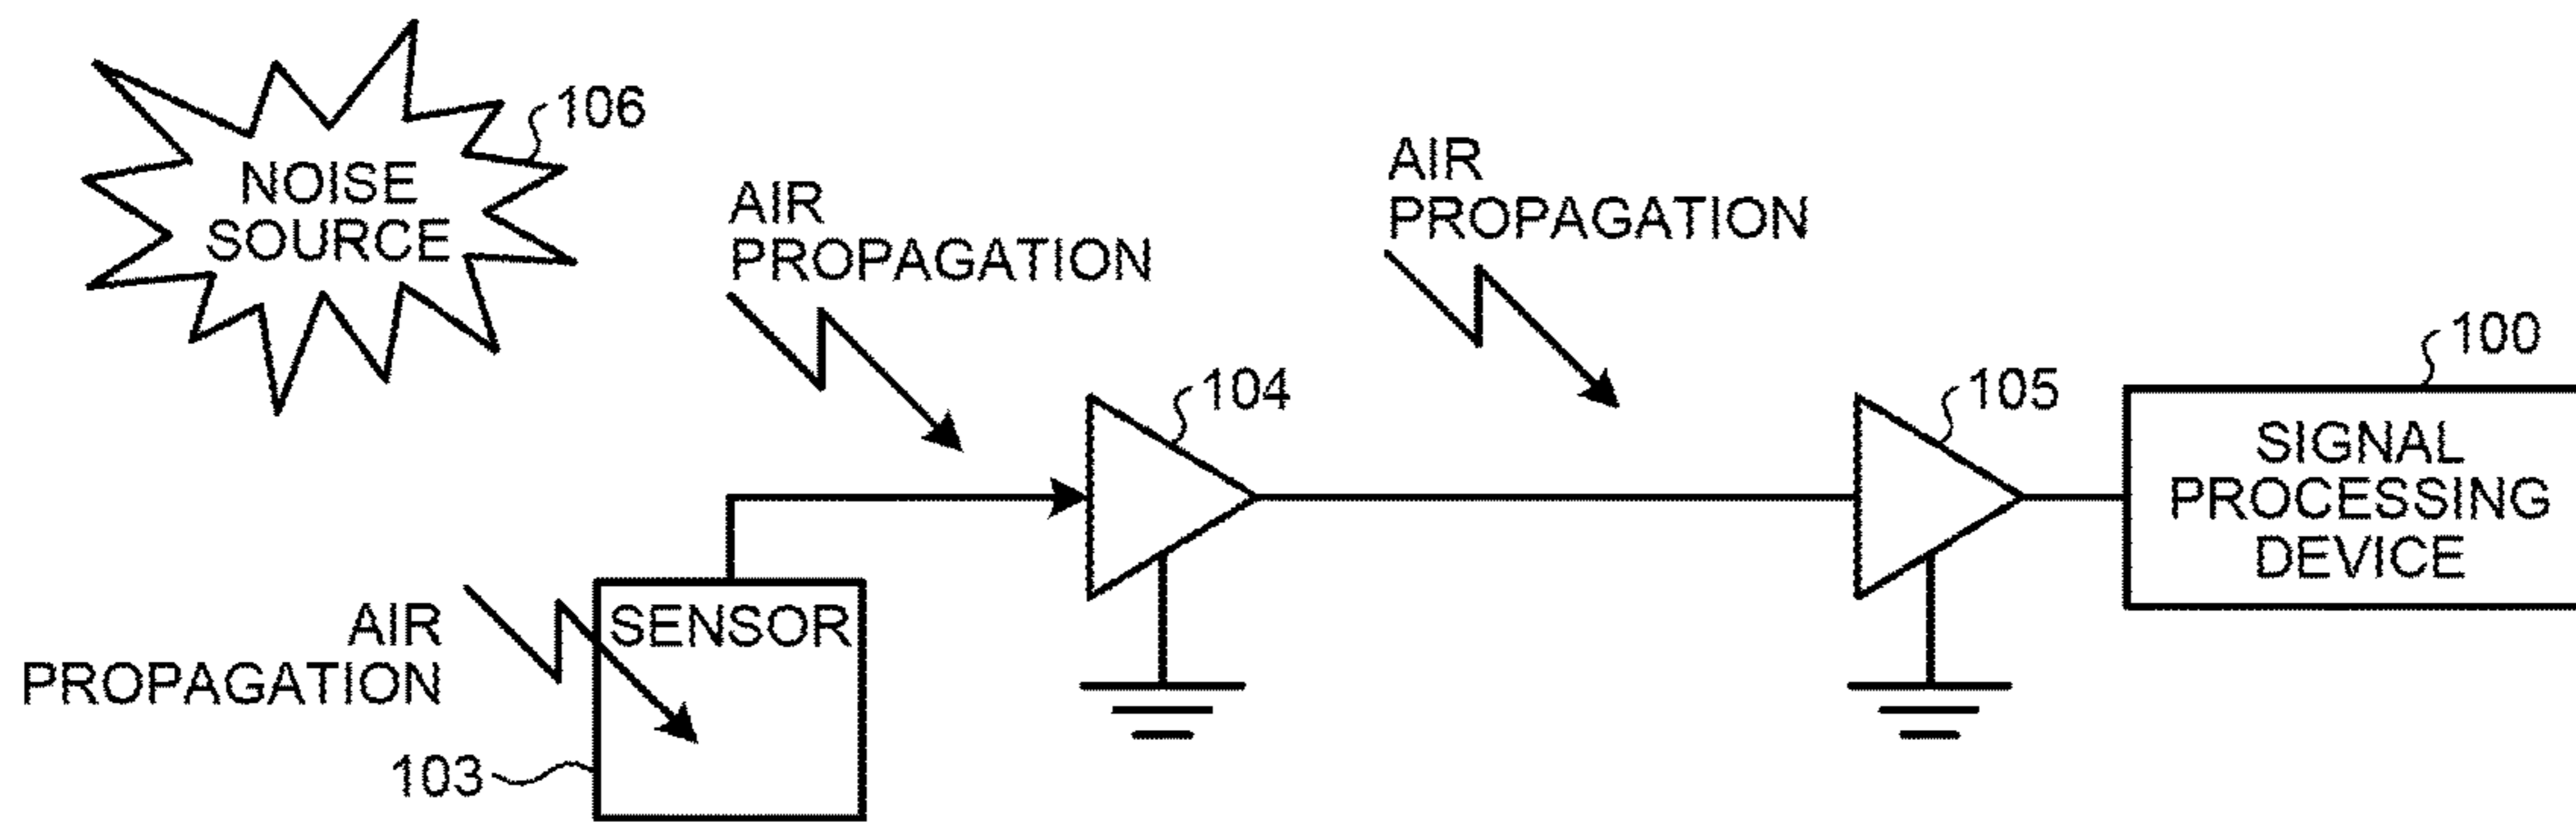 106
NOISE
SOURCE
AIR
PROPAGATION
AIR
PROPAGATION
104
105
100
SIGNAL
PROCESSING
DEVICE
AIR
PROPAGATION
SENSOR
103